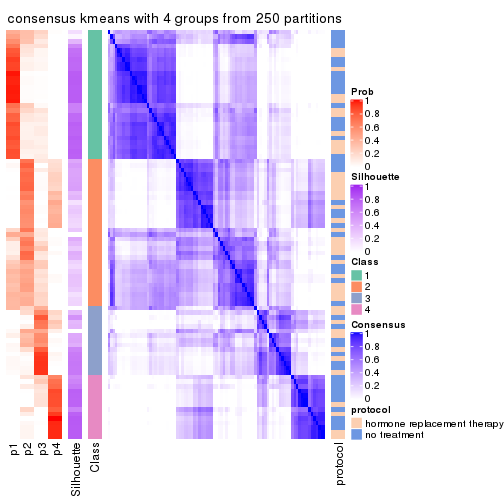 consensus kmeans with 4 groups from 250 partitions
Prob
1
0.8
0.6
0.4
0.2
0
Silhouette
1
0.8
0.6
0.4
0.2
0
Class
1
2
3
4
Consensus
1
0.8
0.6
0.4
0.2
0
protocol
hormone replacement therapy
no treatment
p1
p2
p3
p4
Silhouette
Class
protocol